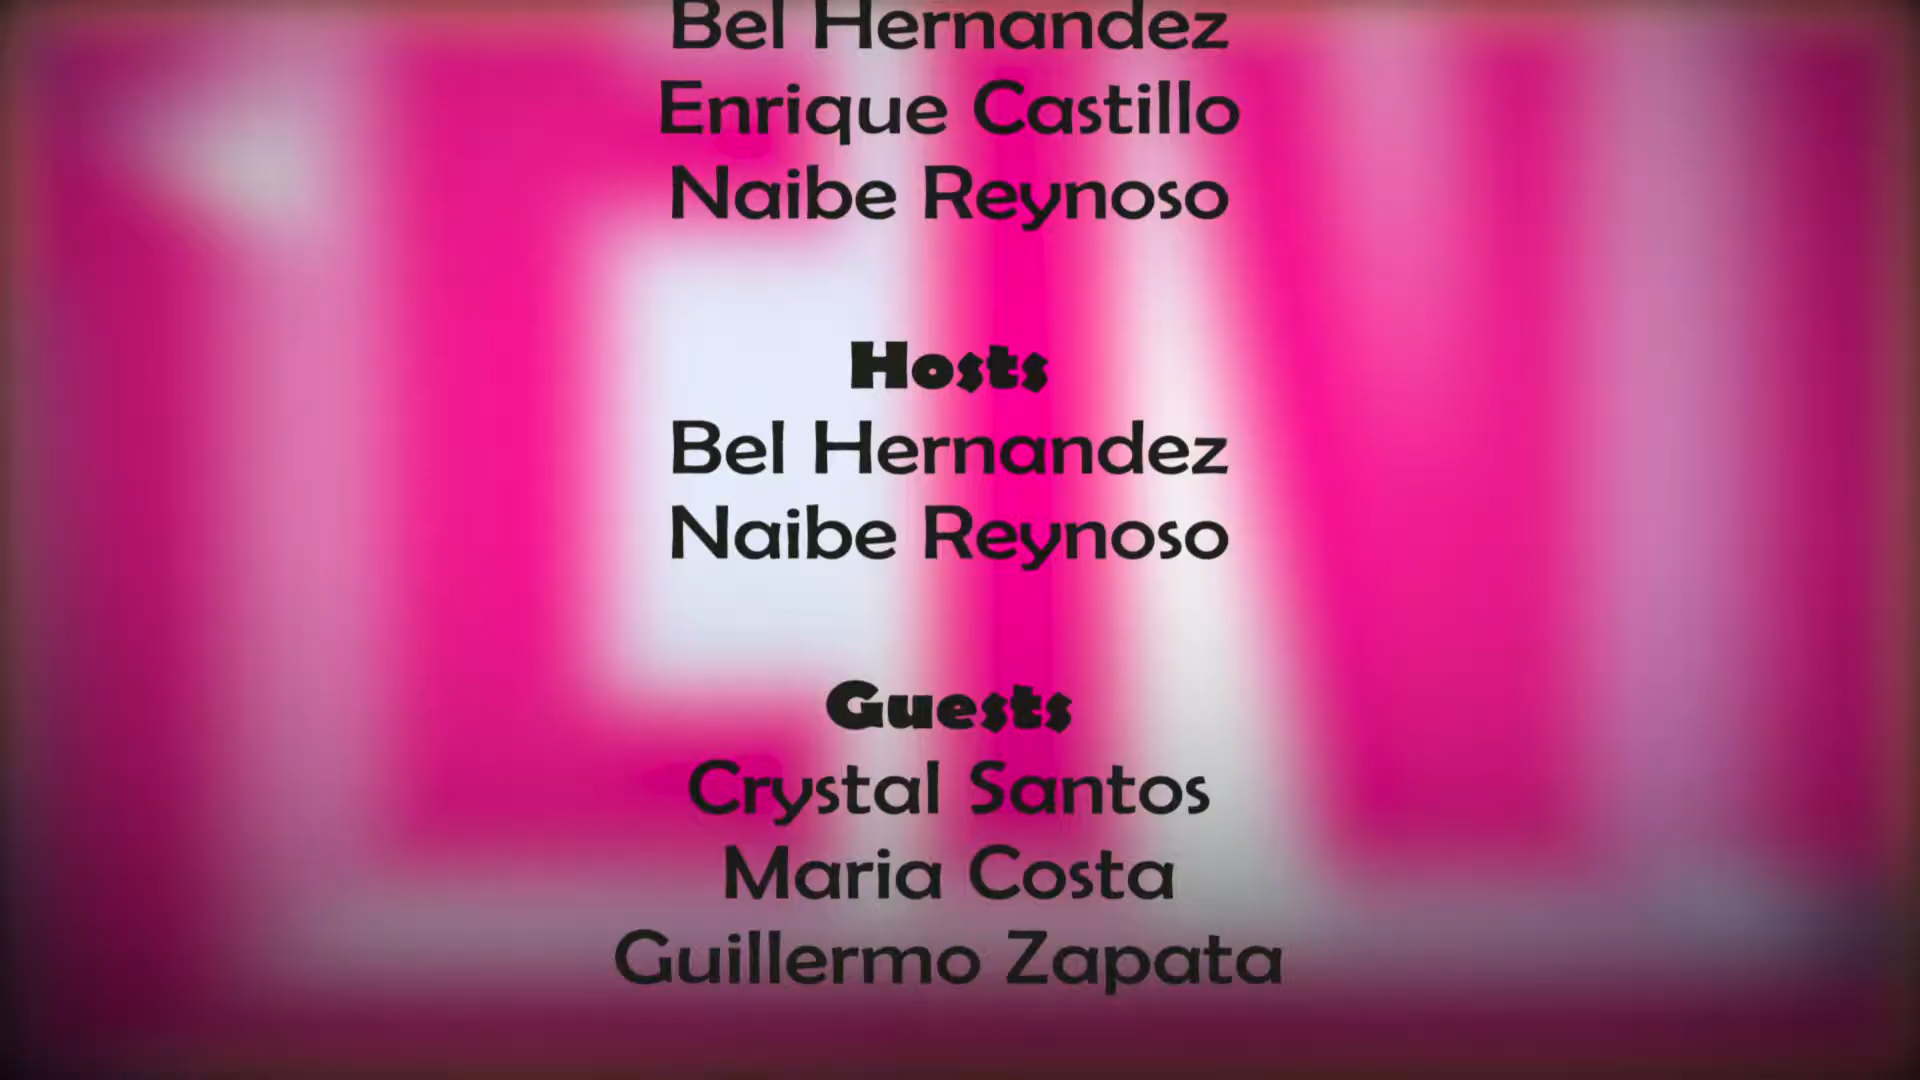 Bel Hernandez
Enrique Castillo
Naibe Reynoso
Hosts
Bel Hernandez
Naibe Reynoso
Guests
Crystal Santos
Maria Costa
Guillermo Zapata